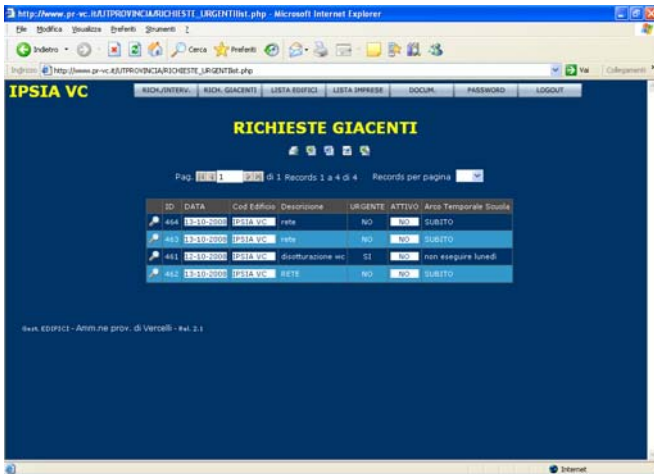 http://www.pr-vc.it/UTPROVINCIA/RICHIESTE_URGENTIlist.php - Microsoft Internet Explorer
File Modifica Visualizza Preferiti Strumenti ?
Indietro Cerca Preferiti
Indirizzo http://www.pr-vc.it/UTPROVINCIA/RICHIESTE_URGENTIlist.php Vai Collegamenti
IPSIA VC RICH./INTERV. RICH. GIACENTI LISTA EDIFICI LISTA IMPRESE DOCUM. PASSWORD LOGOUT
RICHIESTE GIACENTI
Pag. 1 di 1 Records 1 a 4 di 4 Records per pagina
ID DATA Cod Edificio Descrizione URGENTE ATTIVO Arco Temporale Scuola
464 13-10-2008 IPSIA VC rete NO NO SUBITO
463 13-10-2008 IPSIA VC rete NO NO SUBITO
461 12-10-2008 IPSIA VC disotturazione wc SI NO non eseguire lunedi
462 13-10-2008 IPSIA VC RETE NO NO SUBITO
Gest. EDIFICI - Amm.ne prov. di Vercelli - Rel. 2.1
Internet